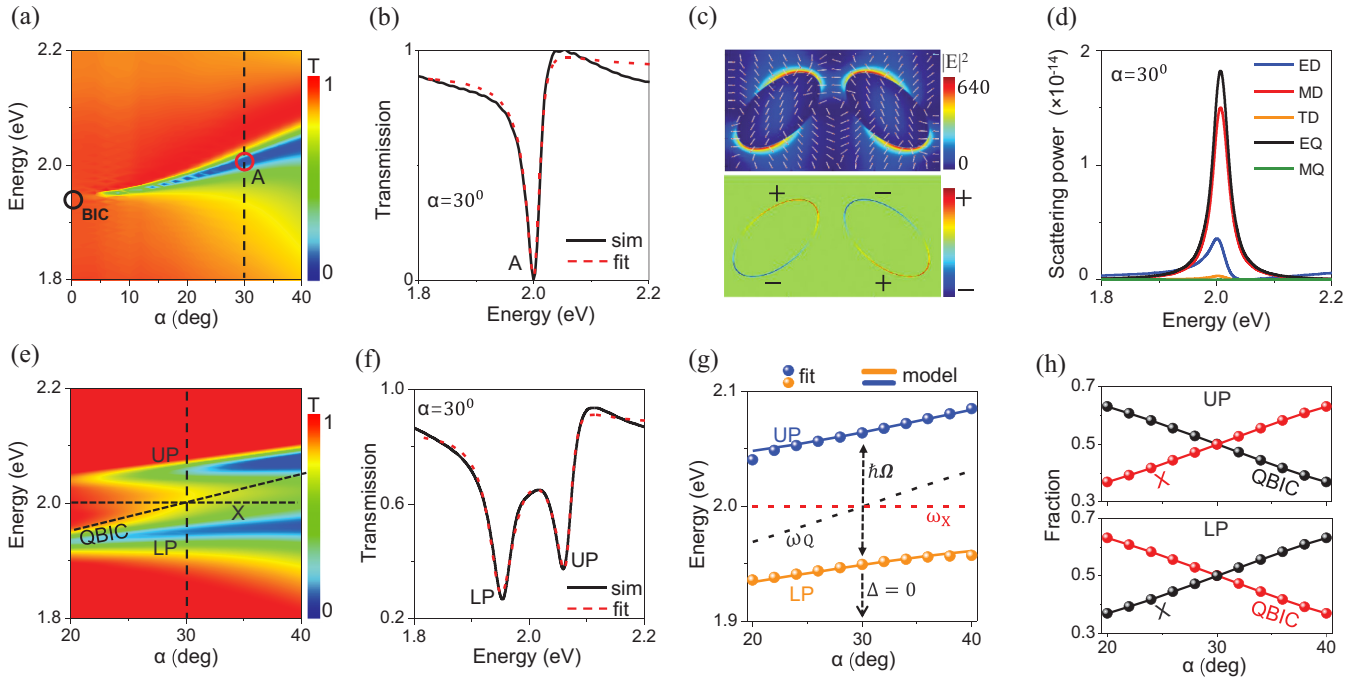 (a)
2.2
2.0
1.8
Energy (eV)
0
10
20
30
40
α (deg)
BIC
A
T
1
0
(b)
1
0
Transmission
α=30⁰
A
sim
fit
1.8
2.0
2.2
Energy (eV)
(c)
|E|²
640
0
+
−
−
+
+
−
(d)
2
1.5
1
0.5
0
Scattering power (×10⁻¹⁴)
α=30⁰
ED
MD
TD
EQ
MQ
1.8
2.0
2.2
Energy (eV)
(e)
2.2
2.0
1.8
Energy (eV)
20
30
40
α (deg)
UP
X
QBIC
LP
T
1
0
(f)
1.0
0.6
0.2
Transmission
α=30⁰
LP
UP
sim
fit
1.8
2.0
2.2
Energy (eV)
(g)
fit
model
2.1
2.0
1.9
Energy (eV)
UP
ℏΩ
ω_X
ω_Q
LP
Δ = 0
20
30
40
α (deg)
(h)
0.7
0.5
0.3
UP
X
QBIC
Fraction
0.7
0.5
0.3
LP
X
QBIC
20
30
40
α (deg)